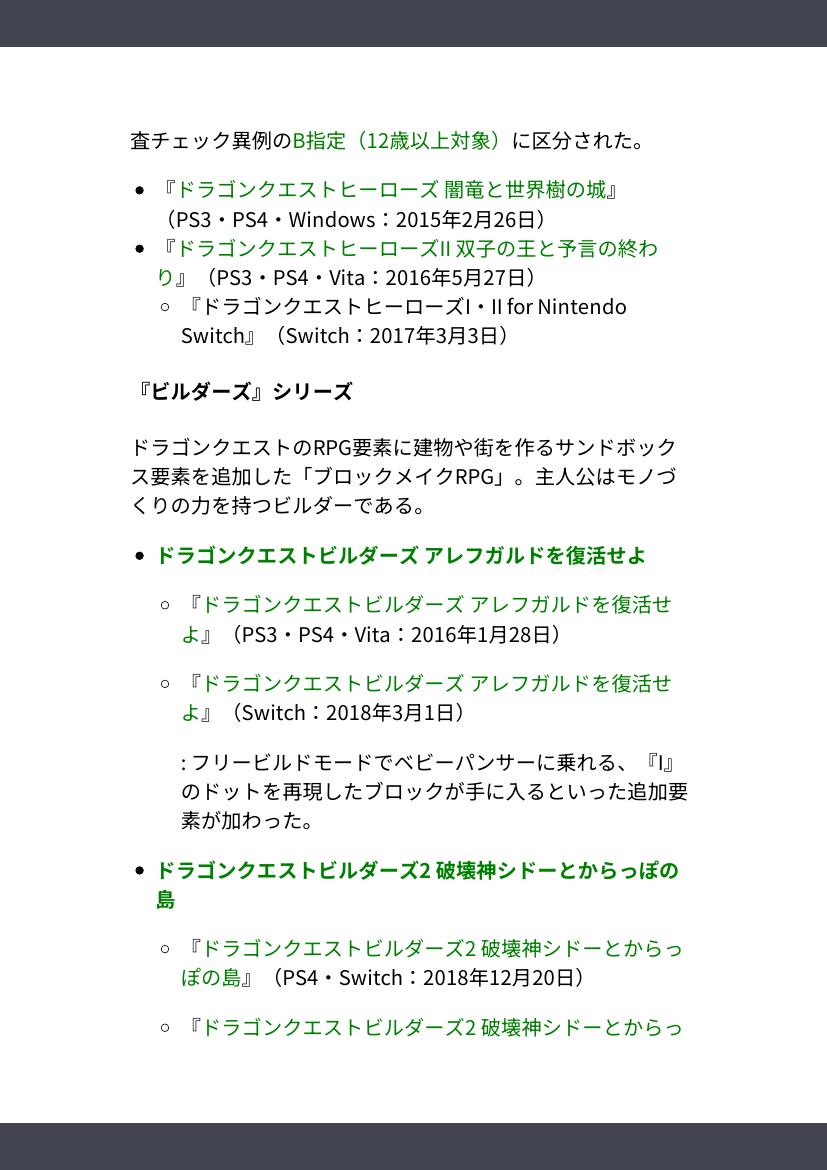 査チェック異例のB指定（12歳以上対象）に区分された。
• 『ドラゴンクエストヒーローズ 闇竜と世界樹の城』
（PS3・PS4・Windows：2015年2月26日）
• 『ドラゴンクエストヒーローズII 双子の王と予言の終わ
り』（PS3・PS4・Vita：2016年5月27日）
○ 『ドラゴンクエストヒーローズI・II for Nintendo
Switch』（Switch：2017年3月3日）
『ビルダーズ』シリーズ
ドラゴンクエストのRPG要素に建物や街を作るサンドボック
ス要素を追加した「ブロックメイクRPG」。主人公はモノづ
くりの力を持つビルダーである。
• ドラゴンクエストビルダーズ アレフガルドを復活せよ
○ 『ドラゴンクエストビルダーズ アレフガルドを復活せ
よ』（PS3・PS4・Vita：2016年1月28日）
○ 『ドラゴンクエストビルダーズ アレフガルドを復活せ
よ』（Switch：2018年3月1日）
: フリービルドモードでベビーパンサーに乗れる、『I』
のドットを再現したブロックが手に入るといった追加要
素が加わった。
• ドラゴンクエストビルダーズ2 破壊神シドーとからっぽの
島
○ 『ドラゴンクエストビルダーズ2 破壊神シドーとからっ
ぽの島』（PS4・Switch：2018年12月20日）
○ 『ドラゴンクエストビルダーズ2 破壊神シドーとからっ